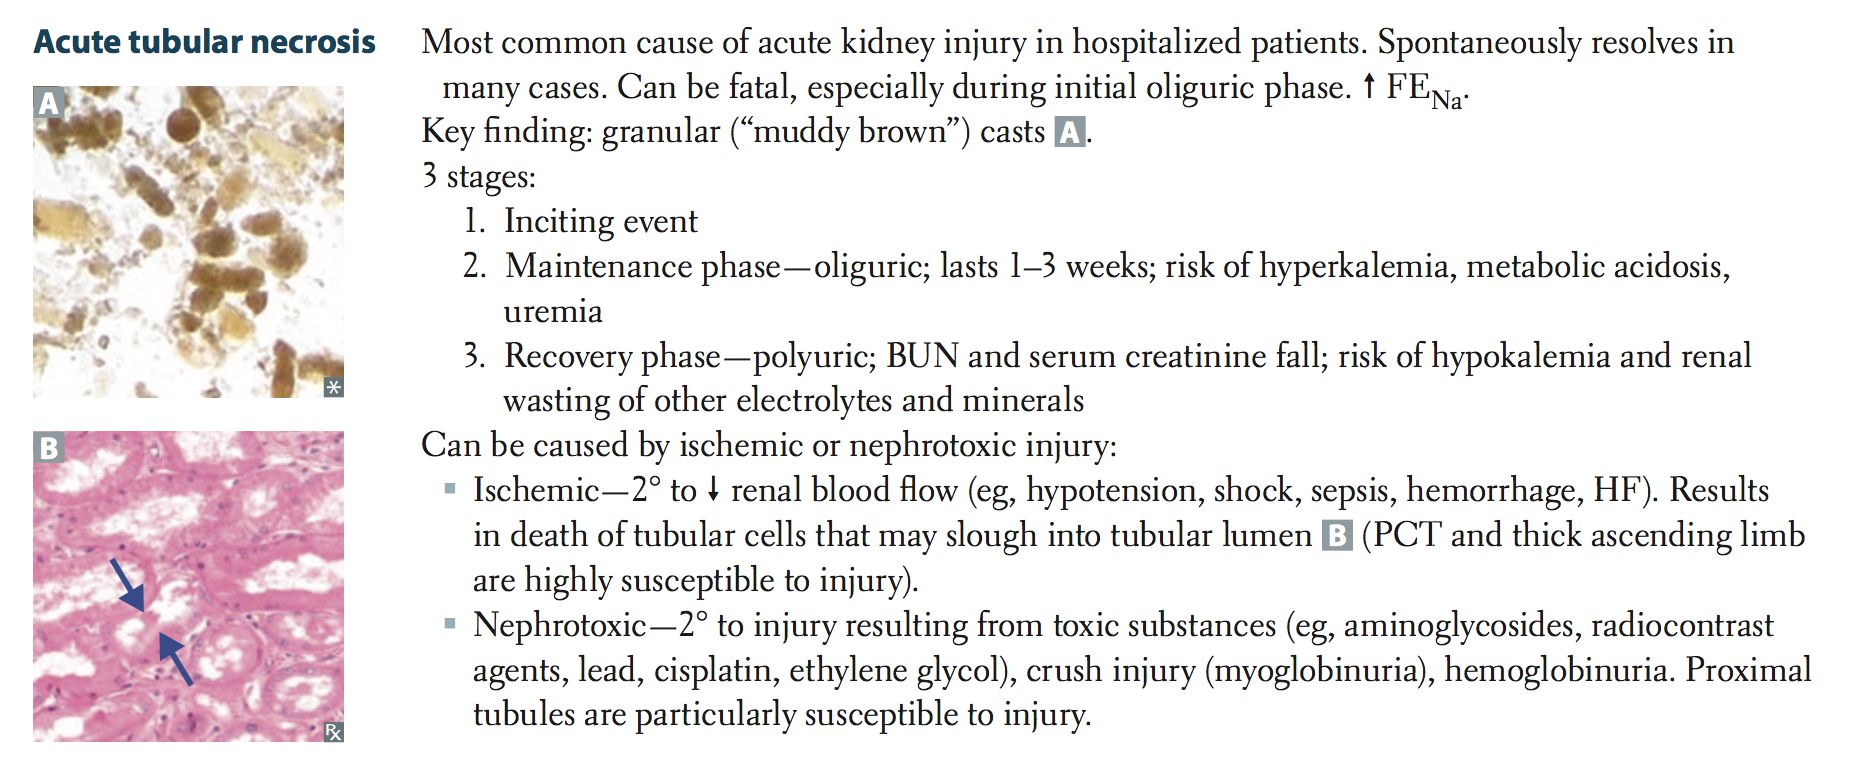 Acute tubular necrosis
A
*
B
Rx
Most common cause of acute kidney injury in hospitalized patients. Spontaneously resolves in
many cases. Can be fatal, especially during initial oliguric phase. ↑ FENa.
Key finding: granular (“muddy brown”) casts A.
3 stages:
1. Inciting event
2. Maintenance phase—oliguric; lasts 1–3 weeks; risk of hyperkalemia, metabolic acidosis,
uremia
3. Recovery phase—polyuric; BUN and serum creatinine fall; risk of hypokalemia and renal
wasting of other electrolytes and minerals
Can be caused by ischemic or nephrotoxic injury:
▪ Ischemic—2° to ↓ renal blood flow (eg, hypotension, shock, sepsis, hemorrhage, HF). Results
in death of tubular cells that may slough into tubular lumen B (PCT and thick ascending limb
are highly susceptible to injury).
▪ Nephrotoxic—2° to injury resulting from toxic substances (eg, aminoglycosides, radiocontrast
agents, lead, cisplatin, ethylene glycol), crush injury (myoglobinuria), hemoglobinuria. Proximal
tubules are particularly susceptible to injury.